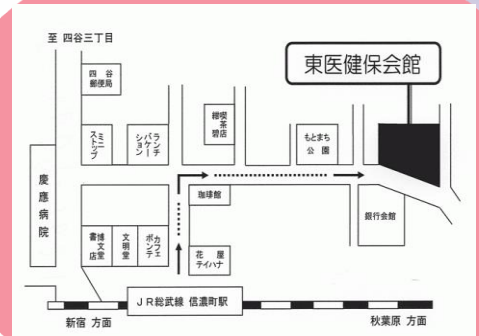 至 四谷三丁目
東医健保会館
四谷
郵便局
ミニ
ストップ
ランチ
パケー
ション
喫茶店
碧
もとまち
公園
慶應病院
珈琲館
銀行会館
博文堂
書店
文明堂
カフェ
ボンテ
花屋
テイハナ
JR総武線 信濃町駅
新宿 方面
秋葉原 方面